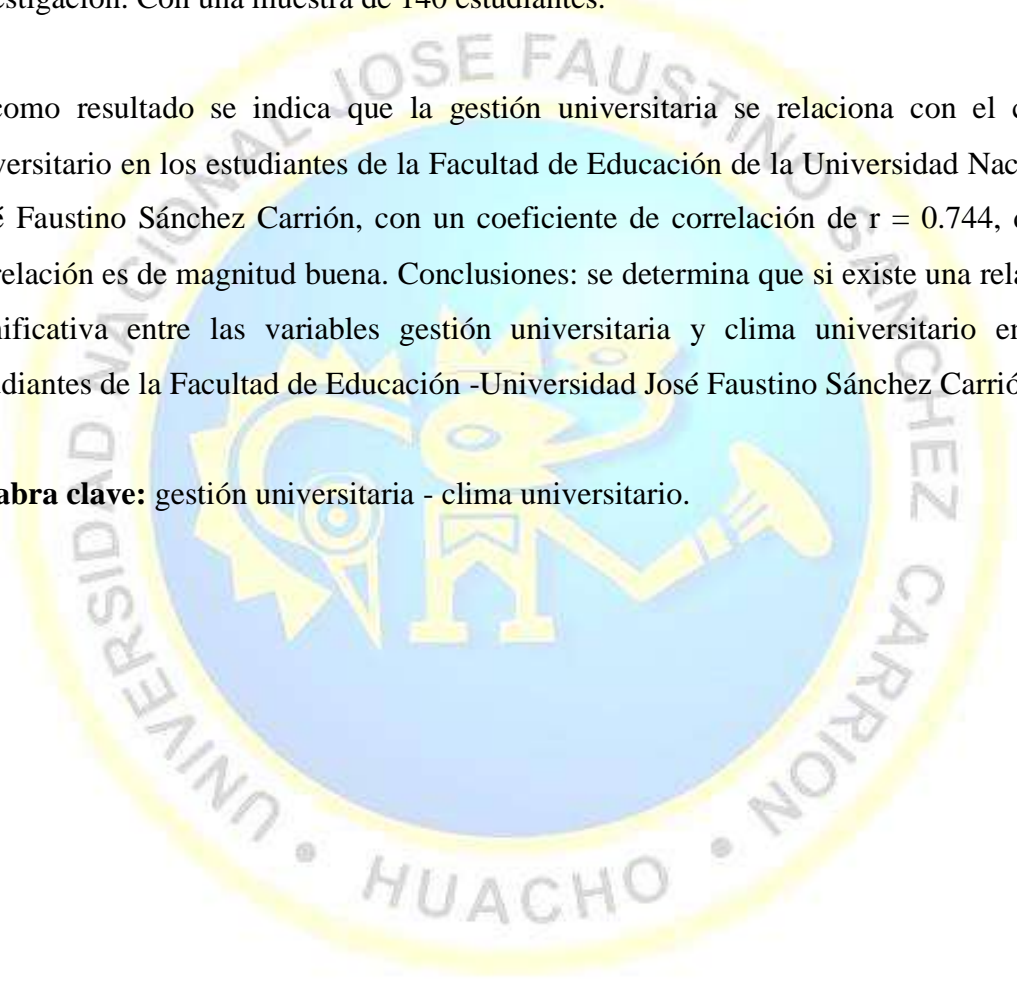 estigación. Con una muestra de 140 estudiantes.
como resultado se indica que la gestión universitaria se relaciona con el
versitario en los estudiantes de la Facultad de Educación de la Universidad Nac
é Faustino Sánchez Carrión, con un coeficiente de correlación de r = 0.744,
relación es de magnitud buena. Conclusiones: se determina que si existe una rela
nificativa entre las variables gestión universitaria y clima universitario en
udiantes de la Facultad de Educación -Universidad José Faustino Sánchez Carrió
abra clave: gestión universitaria - clima universitario.
UNIVERSIDAD NACIONAL JOSE FAUSTINO SANCHEZ CARRION
• HUACHO •